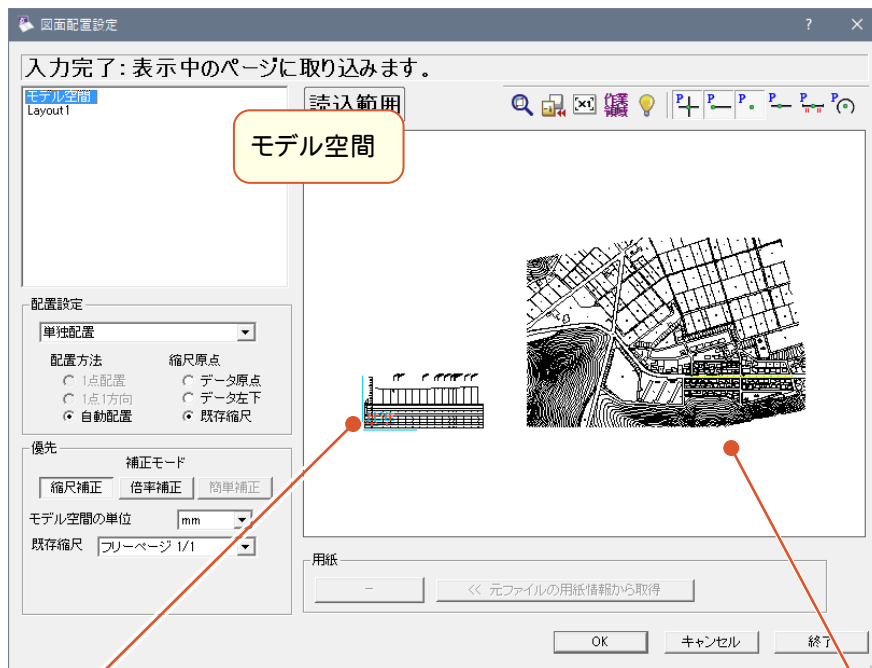 図面配置設定
入力完了：表示中のページに取り込みます。
モデル空間
Layout1
読込範囲
×1
作業
領域
P P P P P P
モデル空間
配置設定
単独配置
配置方法
縮尺原点
1点配置
データ原点
1点1方向
データ左下
自動配置
既存縮尺
優先
補正モード
縮尺補正
倍率補正
簡単補正
モデル空間の単位
mm
既存縮尺
フリーページ 1/1
用紙
−
<< 元ファイルの用紙情報から取得
OK
キャンセル
終了